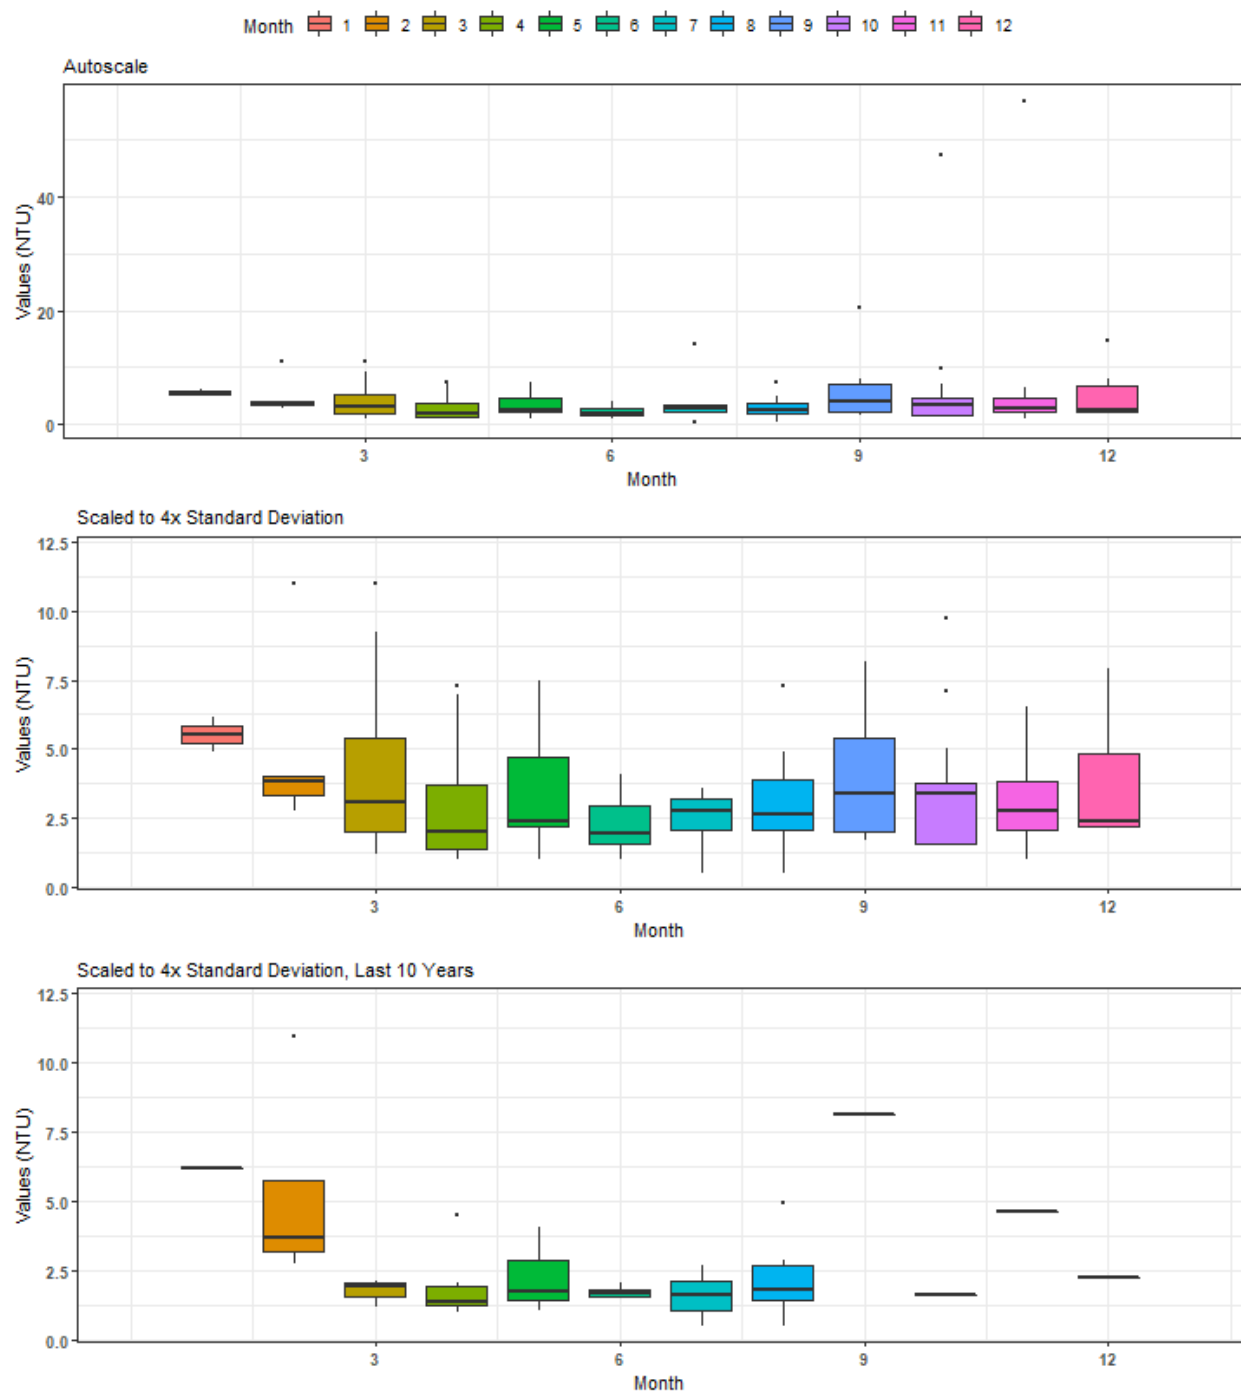 Month 1 2 3 4 5 6 7 8 9 10 11 12
Autoscale
Values (NTU)
40
20
0
3 6 9 12
Month
Scaled to 4x Standard Deviation
Values (NTU)
12.5
10.0
7.5
5.0
2.5
0.0
3 6 9 12
Month
Scaled to 4x Standard Deviation, Last 10 Years
Values (NTU)
12.5
10.0
7.5
5.0
2.5
0.0
3 6 9 12
Month